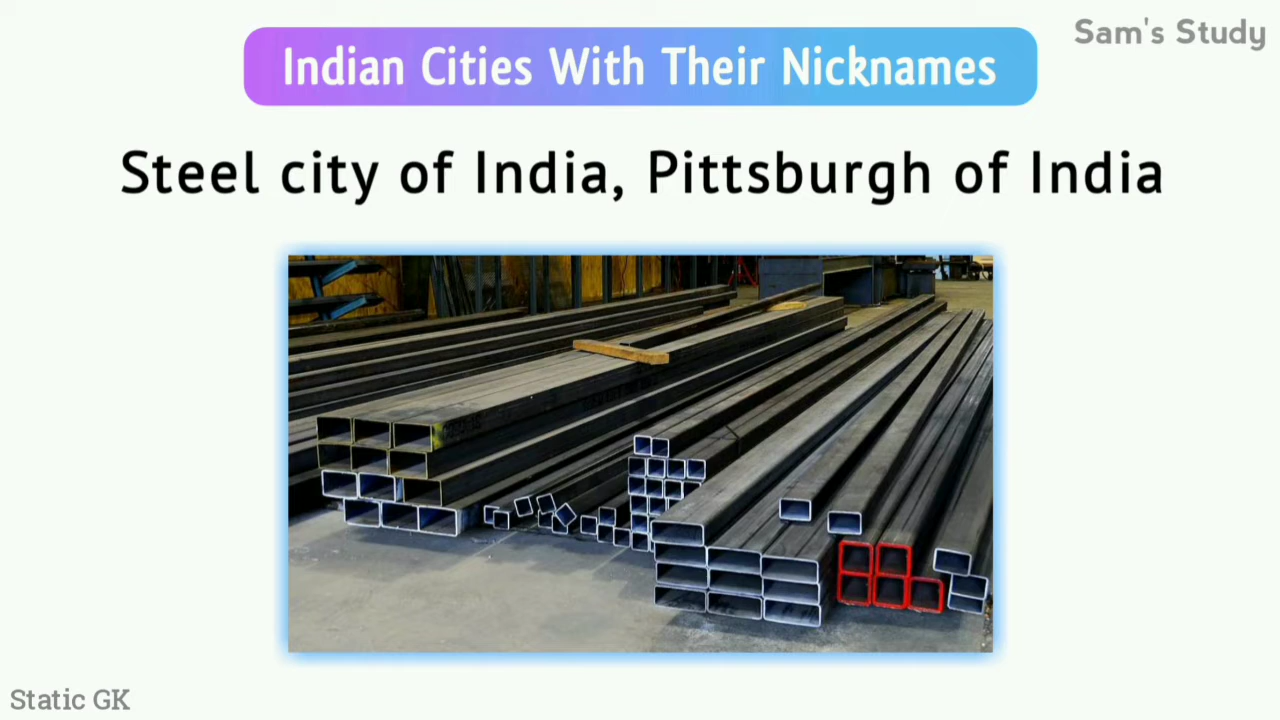 Sam's Study
Indian Cities With Their Nicknames
Steel city of India, Pittsburgh of India
Static GK